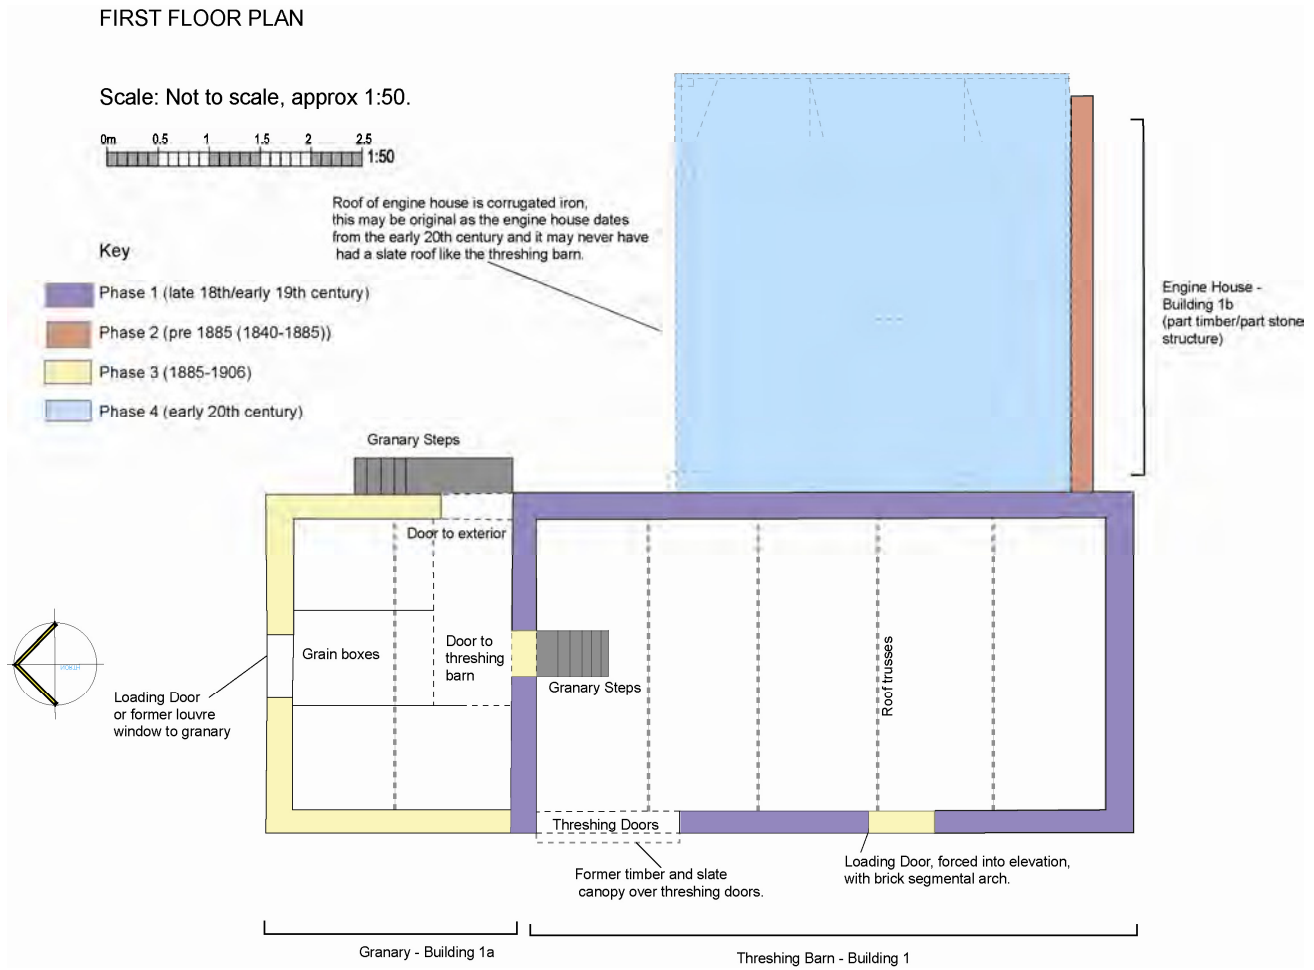 FIRST FLOOR PLAN
Scale: Not to scale, approx 1:50.
0m 0.5 1 1.5 2 2.5
1:50
Roof of engine house is corrugated iron,
this may be original as the engine house dates
from the early 20th century and it may never have
had a slate roof like the threshing barn.
Key
Phase 1 (late 18th/early 19th century)
Phase 2 (pre 1885 (1840-1885))
Phase 3 (1885-1906)
Phase 4 (early 20th century)
Engine House -
Building 1b
(part timber/part stone
structure)
Granary Steps
Door to exterior
Grain boxes
Door to
threshing
barn
Granary Steps
Roof trusses
NORTH
Loading Door
or former louvre
window to granary
Threshing Doors
Former timber and slate
canopy over threshing doors.
Loading Door, forced into elevation,
with brick segmental arch.
Granary - Building 1a
Threshing Barn - Building 1